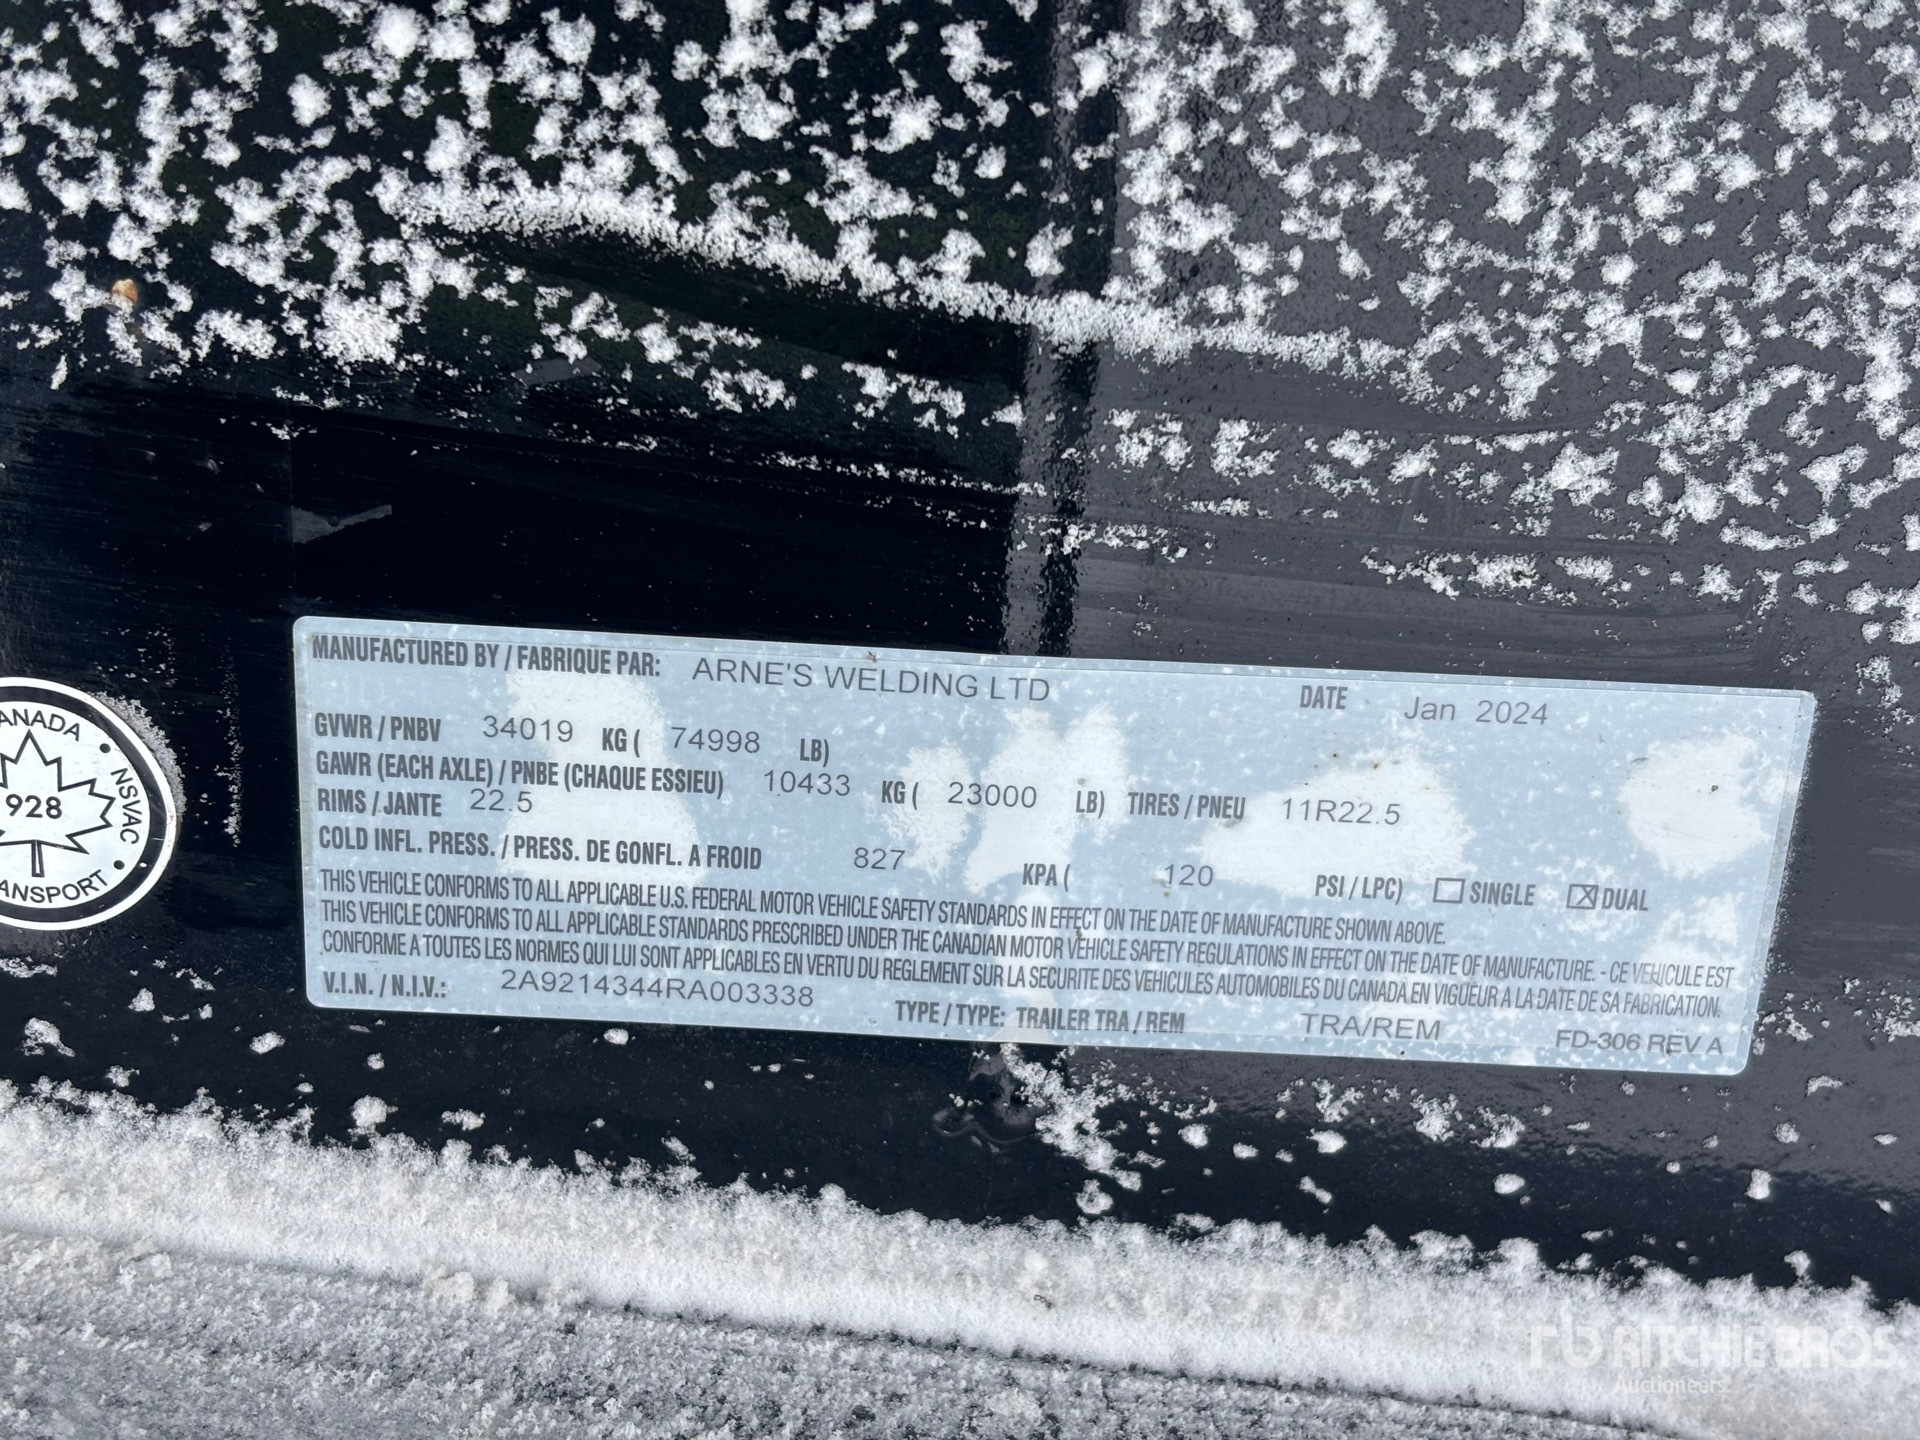 MANUFACTURED BY / FABRIQUE PAR: ARNE'S WELDING LTD DATE Jan 2024
GVWR / PNBV 34019 KG ( 74998 LB)
GAWR (EACH AXLE) / PNBE (CHAQUE ESSIEU) 10433 KG ( 23000 LB) TIRES / PNEU 11R22.5
RIMS / JANTE 22.5
COLD INFL. PRESS. / PRESS. DE GONFL. A FROID 827 KPA ( 120 PSI / LPC) SINGLE DUAL
THIS VEHICLE CONFORMS TO ALL APPLICABLE U.S. FEDERAL MOTOR VEHICLE SAFETY STANDARDS IN EFFECT ON THE DATE OF MANUFACTURE SHOWN ABOVE.
THIS VEHICLE CONFORMS TO ALL APPLICABLE STANDARDS PRESCRIBED UNDER THE CANADIAN MOTOR VEHICLE SAFETY REGULATIONS IN EFFECT ON THE DATE OF MANUFACTURE. - CE VEHICULE EST
CONFORME A TOUTES LES NORMES QUI LUI SONT APPLICABLES EN VERTU DU REGLEMENT SUR LA SECURITE DES VEHICULES AUTOMOBILES DU CANADA EN VIGUEUR A LA DATE DE SA FABRICATION.
V.I.N. / N.I.V.: 2A9214344RA003338 TYPE / TYPE: TRAILER TRA / REM TRA/REM FD-306 REV A
ANADA
NSVAC
928
ANSPORT
rb RITCHIE BROS.
Auctioneers